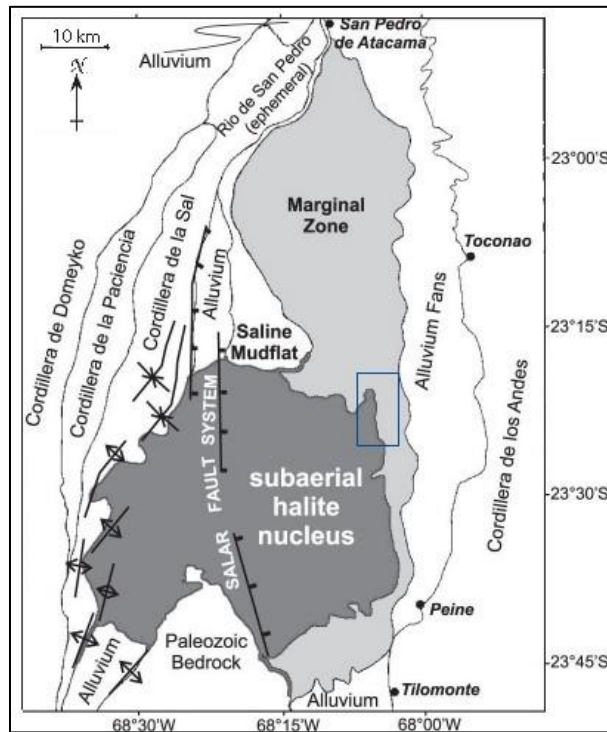 10 km
N
San Pedro
de Atacama
Alluvium
Rio de San Pedro
(ephemeral)
23°00'S
Marginal
Zone
Toconao
Cordillera de Domeyko
Cordillera de la Paciencia
Cordillera de la Sal
Alluvium
Alluvium Fans
23°15'S
Saline
Mudflat
Cordillera de los Andes
SALAR FAULT SYSTEM
subaerial
halite
nucleus
23°30'S
Peine
Paleozoic
Bedrock
Alluvium
23°45'S
Alluvium
Tilomonte
68°30'W
68°15'W
68°00'W